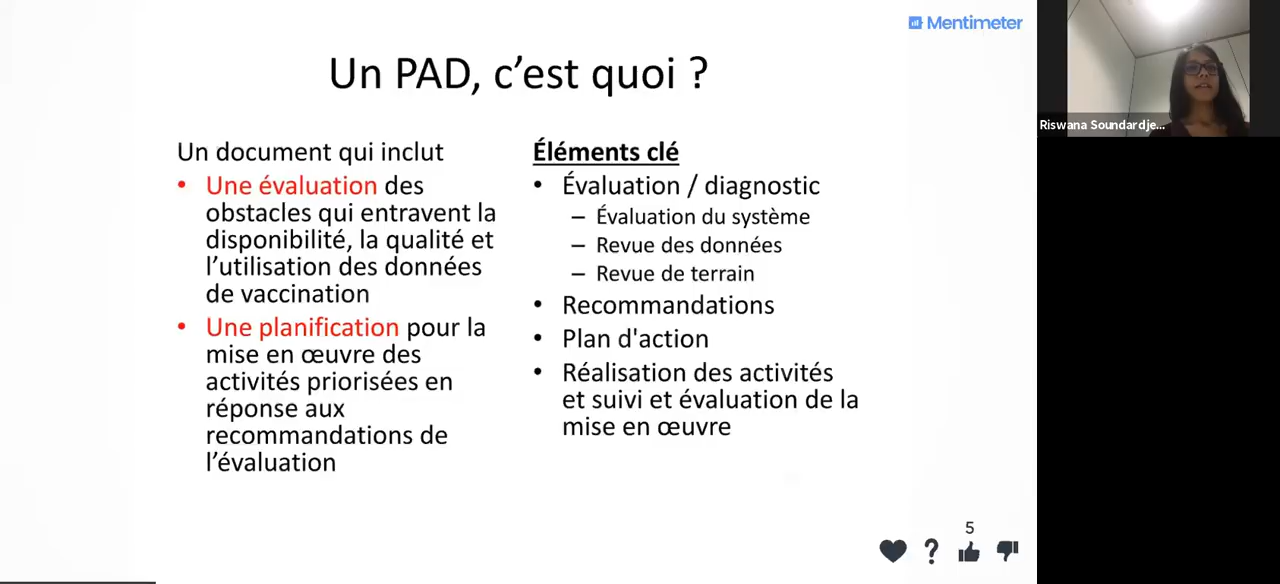 Mentimeter
Un PAD, c’est quoi ?
Un document qui inclut
• Une évaluation des
obstacles qui entravent la
disponibilité, la qualité et
l’utilisation des données
de vaccination
• Une planification pour la
mise en œuvre des
activités priorisées en
réponse aux
recommandations de
l’évaluation
Éléments clé
• Évaluation / diagnostic
– Évaluation du système
– Revue des données
– Revue de terrain
• Recommandations
• Plan d'action
• Réalisation des activités
et suivi et évaluation de la
mise en œuvre
5
Riswana Soundardje...